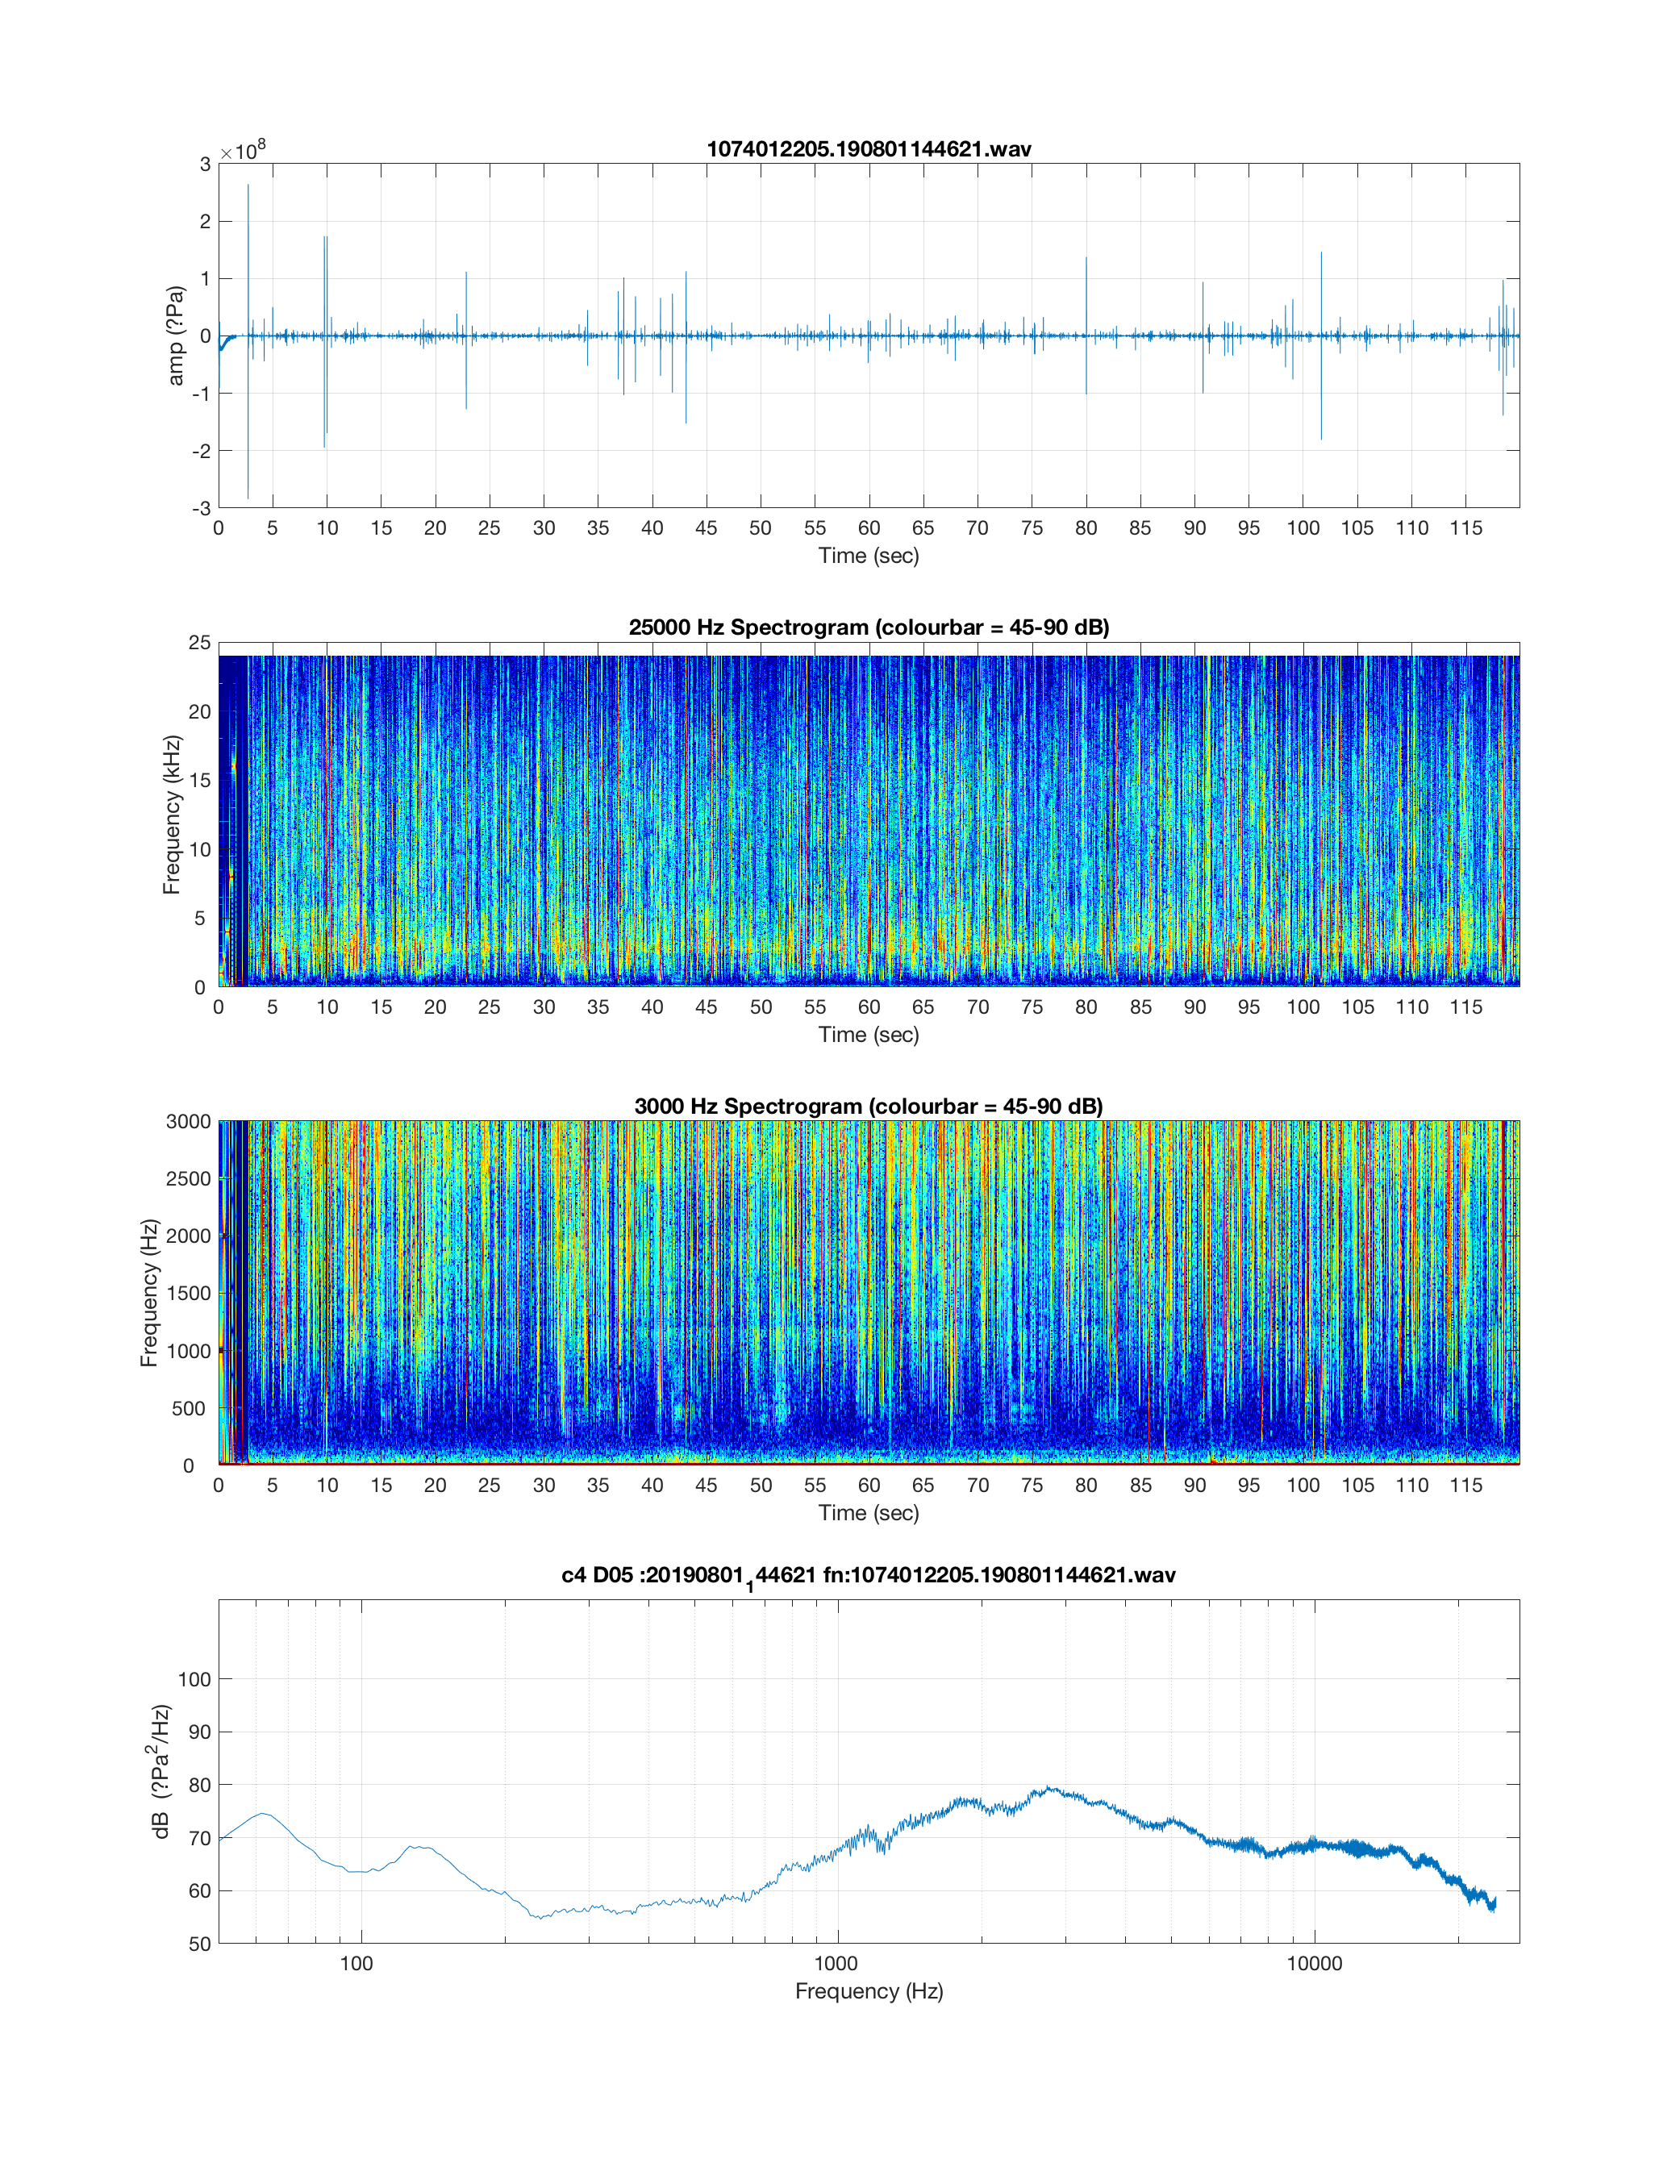 1074012205.190801144621.wav
×10^8
3
2
1
0
-1
-2
-3
amp (?Pa)
0 5 10 15 20 25 30 35 40 45 50 55 60 65 70 75 80 85 90 95 100 105 110 115
Time (sec)
25000 Hz Spectrogram (colourbar = 45-90 dB)
25
20
15
10
5
0
Frequency (kHz)
0 5 10 15 20 25 30 35 40 45 50 55 60 65 70 75 80 85 90 95 100 105 110 115
Time (sec)
3000 Hz Spectrogram (colourbar = 45-90 dB)
3000
2500
2000
1500
1000
500
0
Frequency (Hz)
0 5 10 15 20 25 30 35 40 45 50 55 60 65 70 75 80 85 90 95 100 105 110 115
Time (sec)
c4 D05 :20190801_144621 fn:1074012205.190801144621.wav
100
90
80
70
60
50
dB (?Pa^2/Hz)
100 1000 10000
Frequency (Hz)